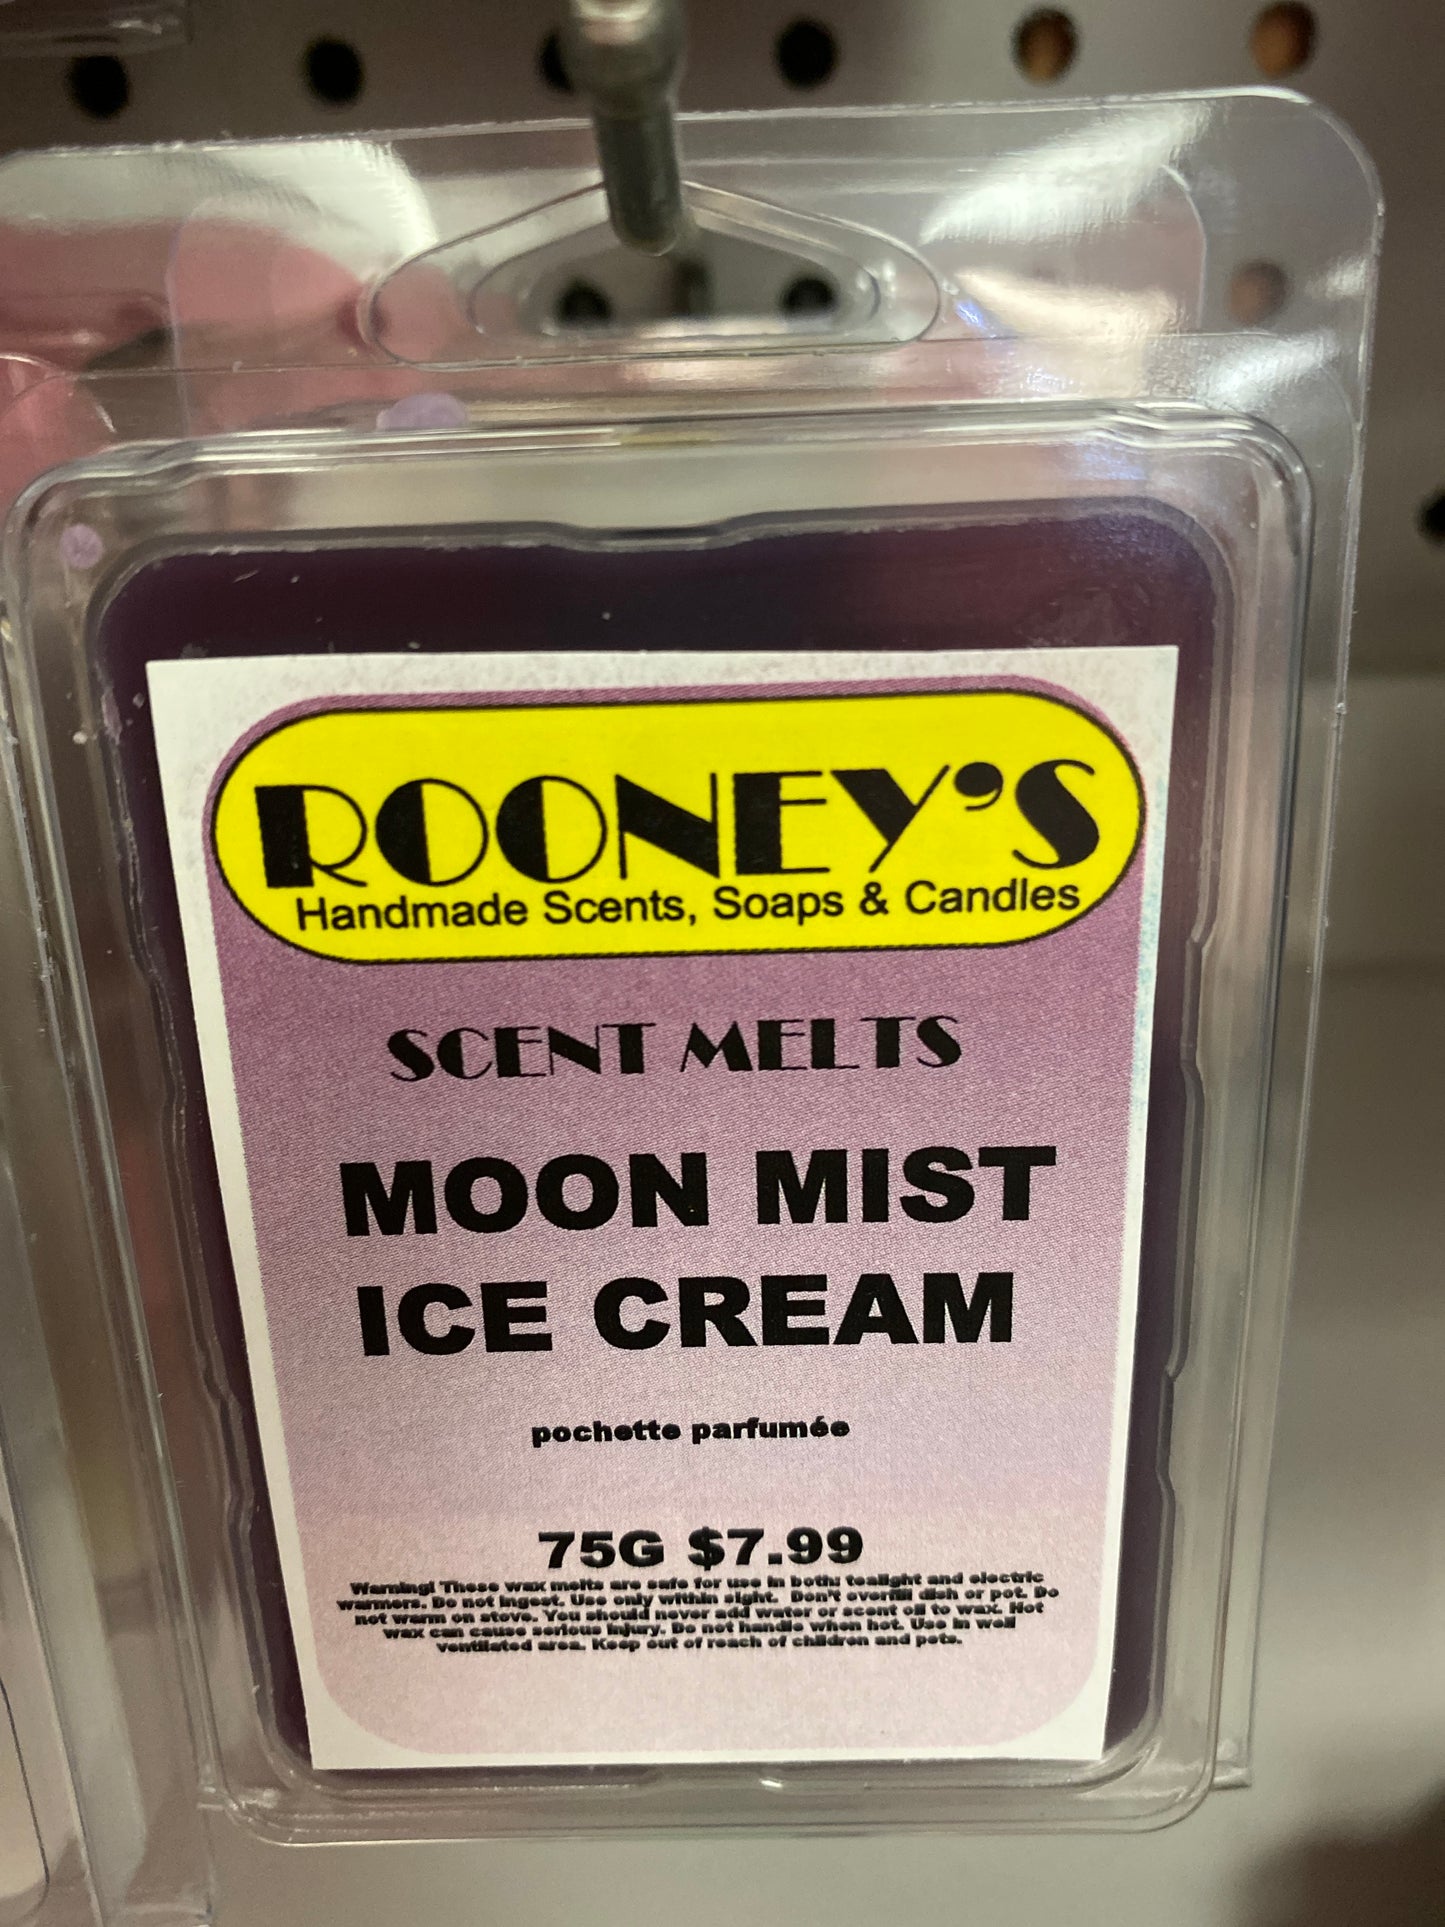 ROONEY'S
Handmade Scents, Soaps & Candles
SCENT MELTS
MOON MIST
ICE CREAM
pochette parfumée
75G $7.99
Warning! These wax melts are safe for use in both: tealight and electric
warmers. Do not ingest. Use only within sight. Don't overfill dish or pot. Do
not warm on stove. You should never add water or scent oil to wax. Hot
wax can cause serious injury. Do not handle when hot. Use in well
ventilated area. Keep out of reach of children and pets.